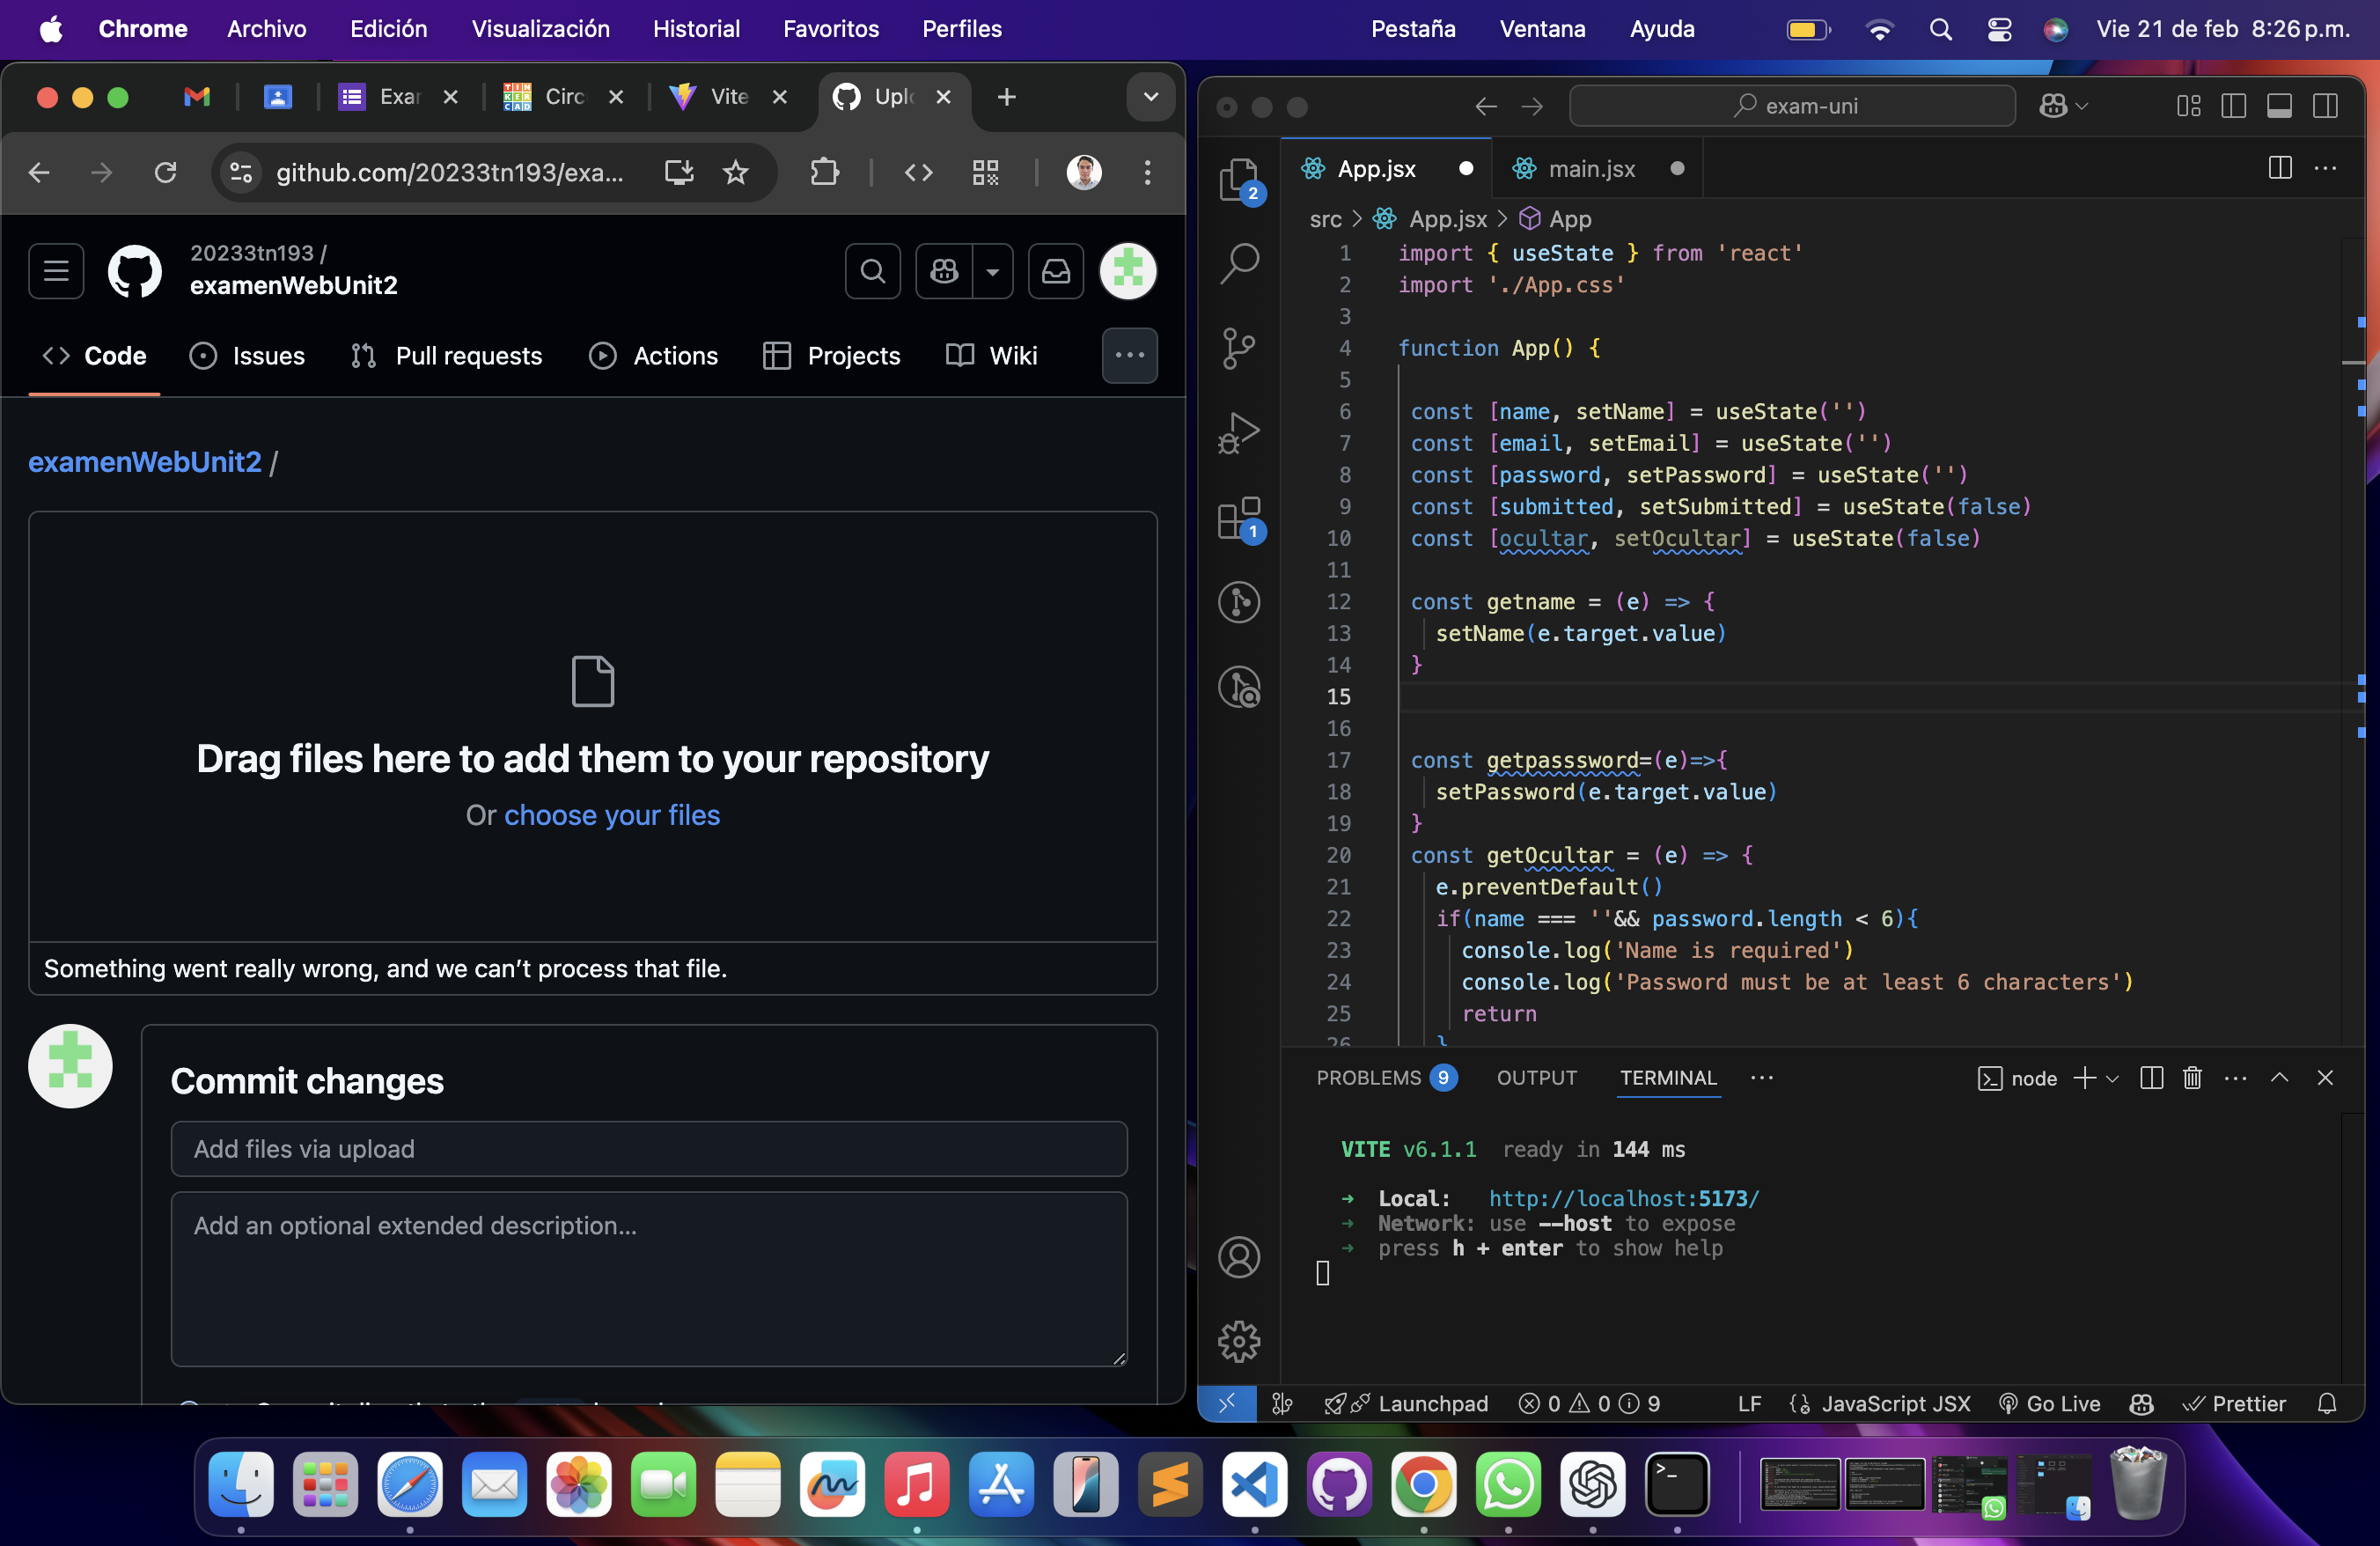 Chrome Archivo Edición Visualización Historial Favoritos Perfiles Pestaña Ventana Ayuda Vie 21 de feb 8:26 p.m.
Exar Circ Vite Uplo
github.com/20233tn193/exa...
20233tn193 /
examenWebUnit2
Code Issues Pull requests Actions Projects Wiki
examenWebUnit2 /
Drag files here to add them to your repository
Or choose your files
Something went really wrong, and we can’t process that file.
Commit changes
Add files via upload
Add an optional extended description...
exam-uni
2
1
App.jsx main.jsx
src > App.jsx > App
1 import { useState } from 'react'
2 import './App.css'
3
4 function App() {
5
6 const [name, setName] = useState('')
7 const [email, setEmail] = useState('')
8 const [password, setPassword] = useState('')
9 const [submitted, setSubmitted] = useState(false)
10 const [ocultar, setOcultar] = useState(false)
11
12 const getname = (e) => {
13 setName(e.target.value)
14 }
15
16
17 const getpasssword=(e)=>{
18 setPassword(e.target.value)
19 }
20 const getOcultar = (e) => {
21 e.preventDefault()
22 if(name === ''&& password.length < 6){
23 console.log('Name is required')
24 console.log('Password must be at least 6 characters')
25 return
26 }
PROBLEMS 9 OUTPUT TERMINAL node
VITE v6.1.1 ready in 144 ms
➜ Local: http://localhost:5173/
➜ Network: use --host to expose
➜ press h + enter to show help
Launchpad 0 0 9 LF JavaScript JSX Go Live Prettier